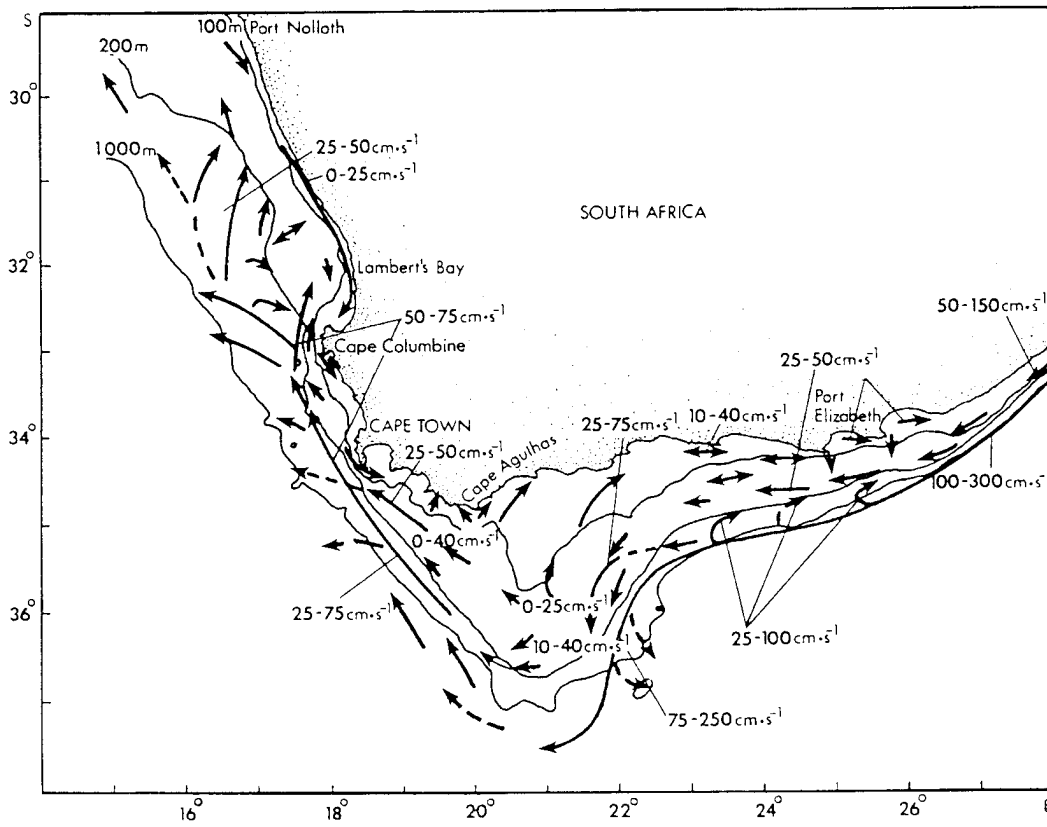 S
100m Port Nolloth
200m
30°
1000m
25-50cm·s⁻¹
0-25cm·s⁻¹
SOUTH AFRICA
32°
Lambert's Bay
50-75cm·s⁻¹
50-150cm·s⁻¹
Cape Columbine
25-50cm·s⁻¹
Port
Elizabeth
34°
CAPE TOWN
25-75cm·s⁻¹
10-40cm·s⁻¹
25-50cm·s⁻¹
Cape Agulhas
100-300cm·s⁻¹
0-40cm·s⁻¹
36°
25-75cm·s⁻¹
0-25cm·s⁻¹
10-40cm·s⁻¹
25-100cm·s⁻¹
75-250cm·s⁻¹
16°
18°
20°
22°
24°
26°